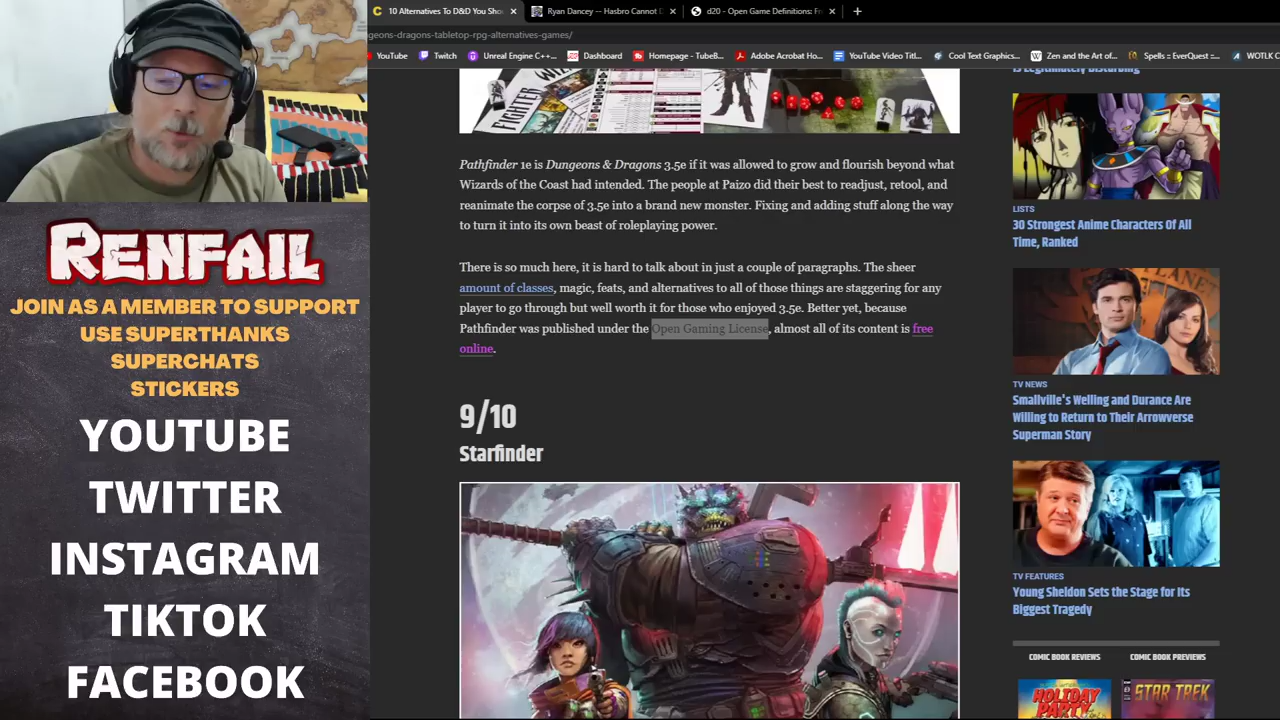 10 Alternatives To D&D You Sho
Ryan Dancey -- Hasbro Cannot
d20 - Open Game Definitions: F
geons-dragons-tabletop-rpg-alternatives-games/
YouTube
Twitch
Unreal Engine C++...
Dashboard
Homepage - TubeB...
Adobe Acrobat Ho...
YouTube Video Titl...
Cool Text Graphics...
Zen and the Art of...
Spells :: EverQuest ::...
WOTLK C
FIGHTER
Pathfinder 1e is Dungeons & Dragons 3.5e if it was allowed to grow and flourish beyond what
Wizards of the Coast had intended. The people at Paizo did their best to readjust, retool, and
reanimate the corpse of 3.5e into a brand new monster. Fixing and adding stuff along the way
to turn it into its own beast of roleplaying power.
There is so much here, it is hard to talk about in just a couple of paragraphs. The sheer
amount of classes, magic, feats, and alternatives to all of those things are staggering for any
player to go through but well worth it for those who enjoyed 3.5e. Better yet, because
Pathfinder was published under the Open Gaming License, almost all of its content is free
online.
9/10
Starfinder
is Legitimately Disturbing
LISTS
30 Strongest Anime Characters Of All
Time, Ranked
TV NEWS
Smallville's Welling and Durance Are
Willing to Return to Their Arrowverse
Superman Story
TV FEATURES
Young Sheldon Sets the Stage for Its
Biggest Tragedy
COMIC BOOK REVIEWS
COMIC BOOK PREVIEWS
HOLIDAY
PARTY
STAR TREK
RENFAIL
JOIN AS A MEMBER TO SUPPORT
USE SUPERTHANKS
SUPERCHATS
STICKERS
YOUTUBE
TWITTER
INSTAGRAM
TIKTOK
FACEBOOK